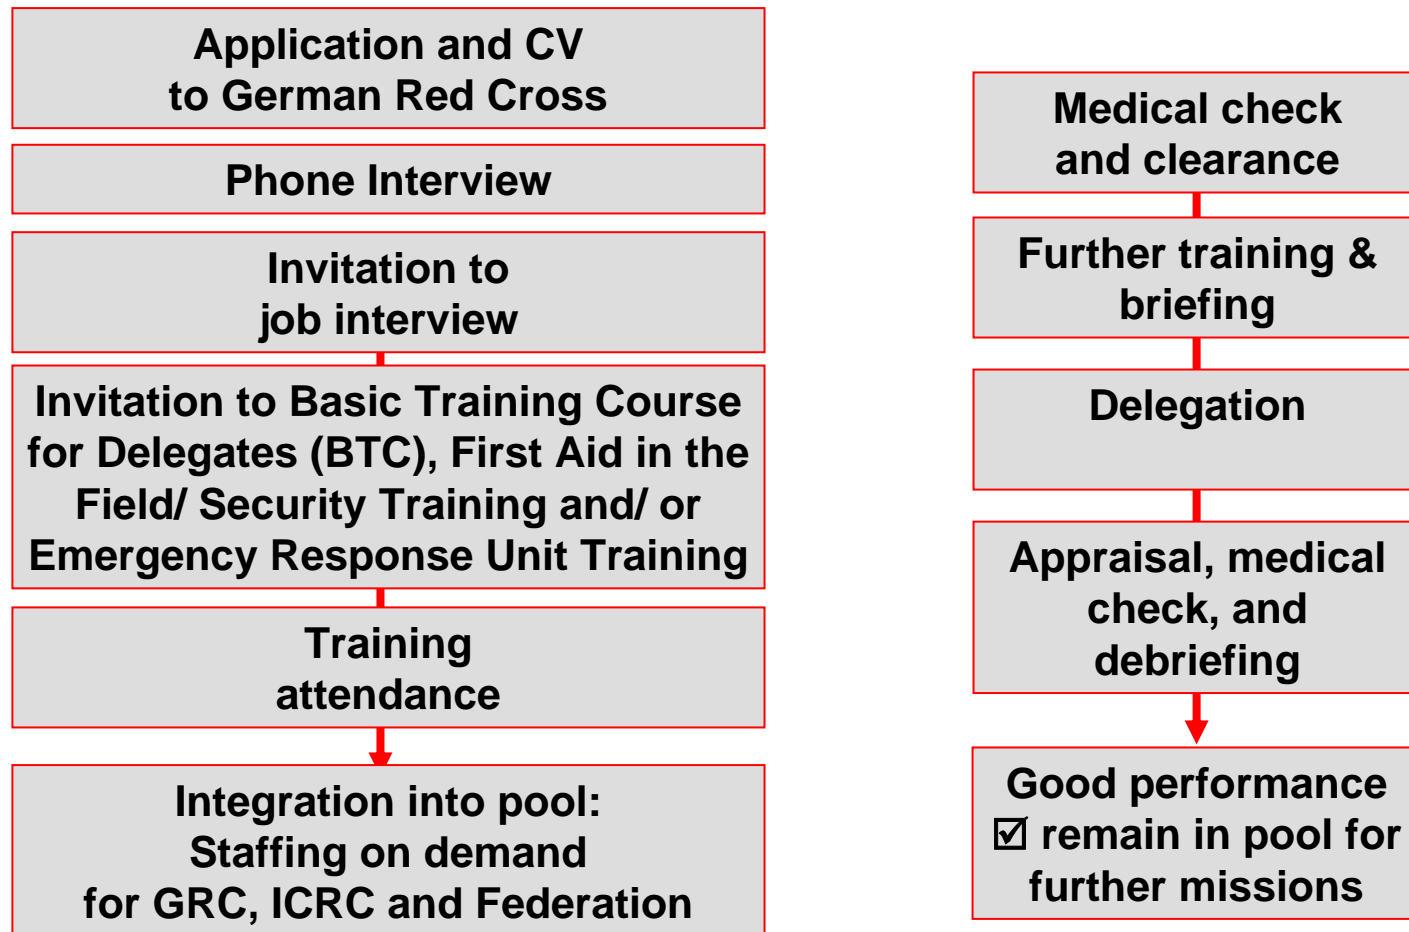 Application and CV
to German Red Cross
Phone Interview
Invitation to
job interview
Invitation to Basic Training Course
for Delegates (BTC), First Aid in the
Field/ Security Training and/ or
Emergency Response Unit Training
Training
attendance
Integration into pool:
Staffing on demand
for GRC, ICRC and Federation
Medical check
and clearance
Further training &
briefing
Delegation
Appraisal, medical
check, and
debriefing
Good performance
☑ remain in pool for
further missions